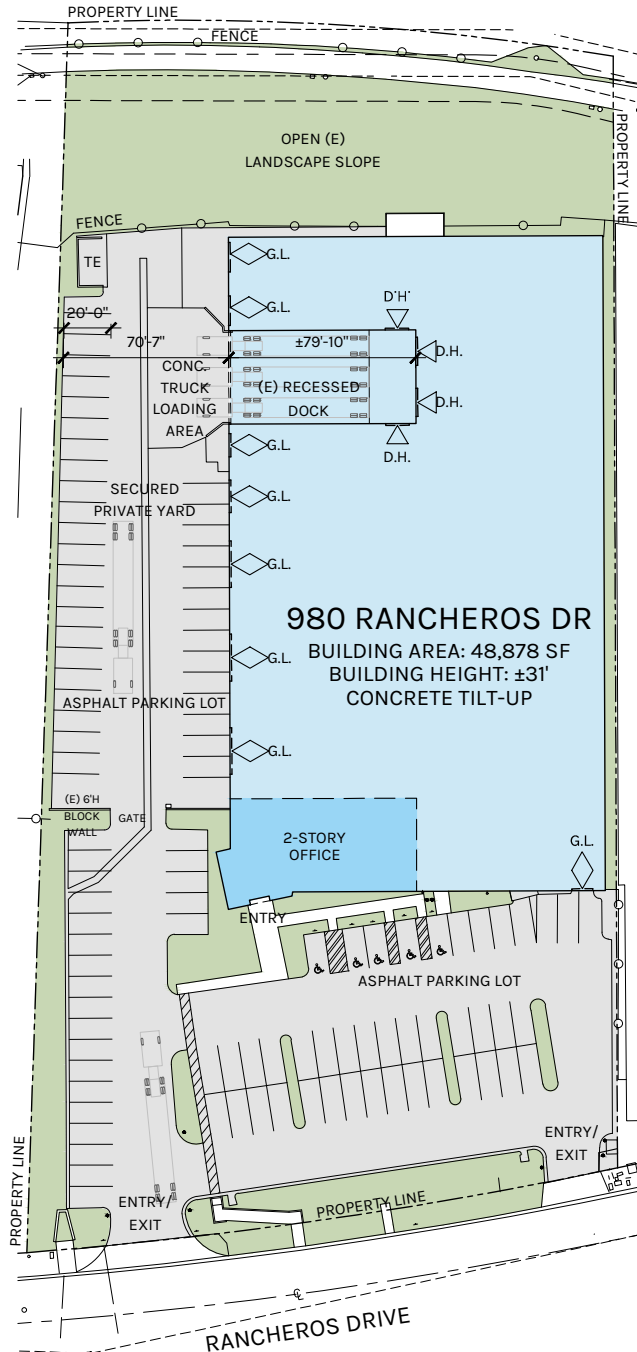 PROPERTY LINE
FENCE
OPEN (E)
LANDSCAPE SLOPE
PROPERTY LINE
FENCE
TE
G.L.
G.L.
20'-0"
70'-7"
±79'-10"
D.H.
D.H.
CONC.
TRUCK
LOADING
AREA
(E) RECESSED
DOCK
D.H.
D.H.
G.L.
SECURED
PRIVATE YARD
G.L.
G.L.
980 RANCHEROS DR
BUILDING AREA: 48,878 SF
BUILDING HEIGHT: ±31'
CONCRETE TILT-UP
G.L.
ASPHALT PARKING LOT
G.L.
(E) 6'H
BLOCK
WALL
GATE
2-STORY
OFFICE
G.L.
ENTRY
ASPHALT PARKING LOT
ENTRY/
EXIT
PROPERTY LINE
ENTRY/
EXIT
PROPERTY LINE
RANCHEROS DRIVE